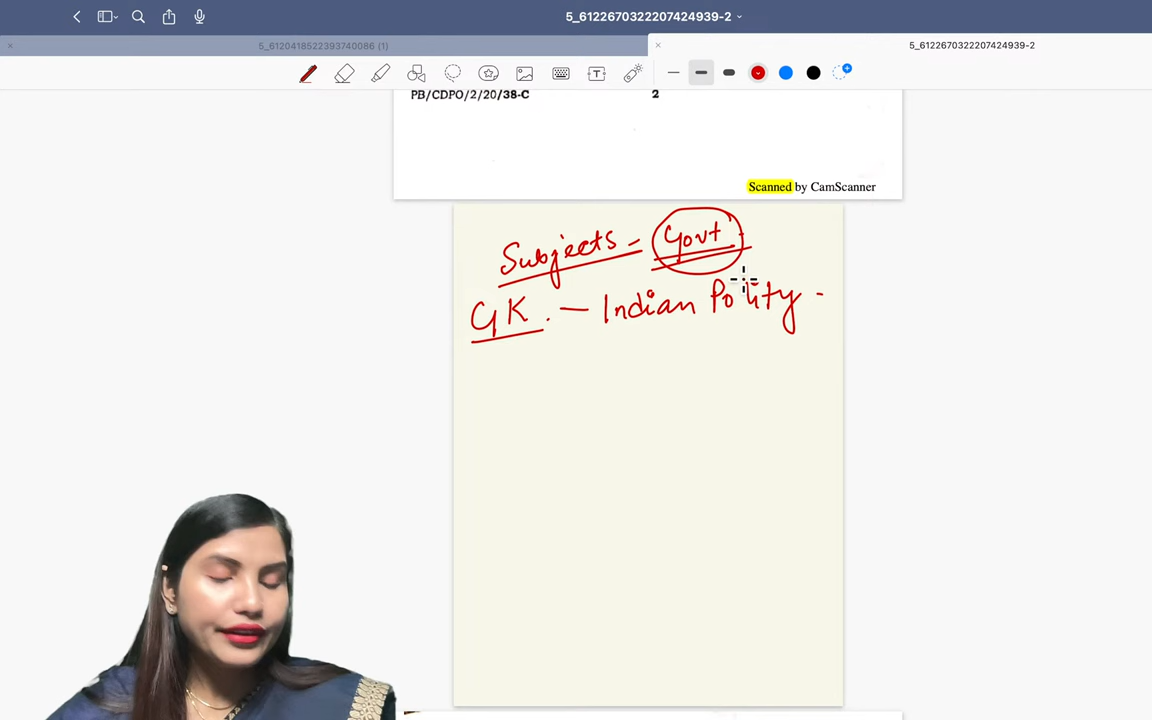 5_6122670322207424939-2
5_6120418522393740086 (1)
5_6122670322207424939-2
PB/CDPO/2/20/38-C 2
Scanned by CamScanner
Subjects = Govt
GK. - Indian Polity -